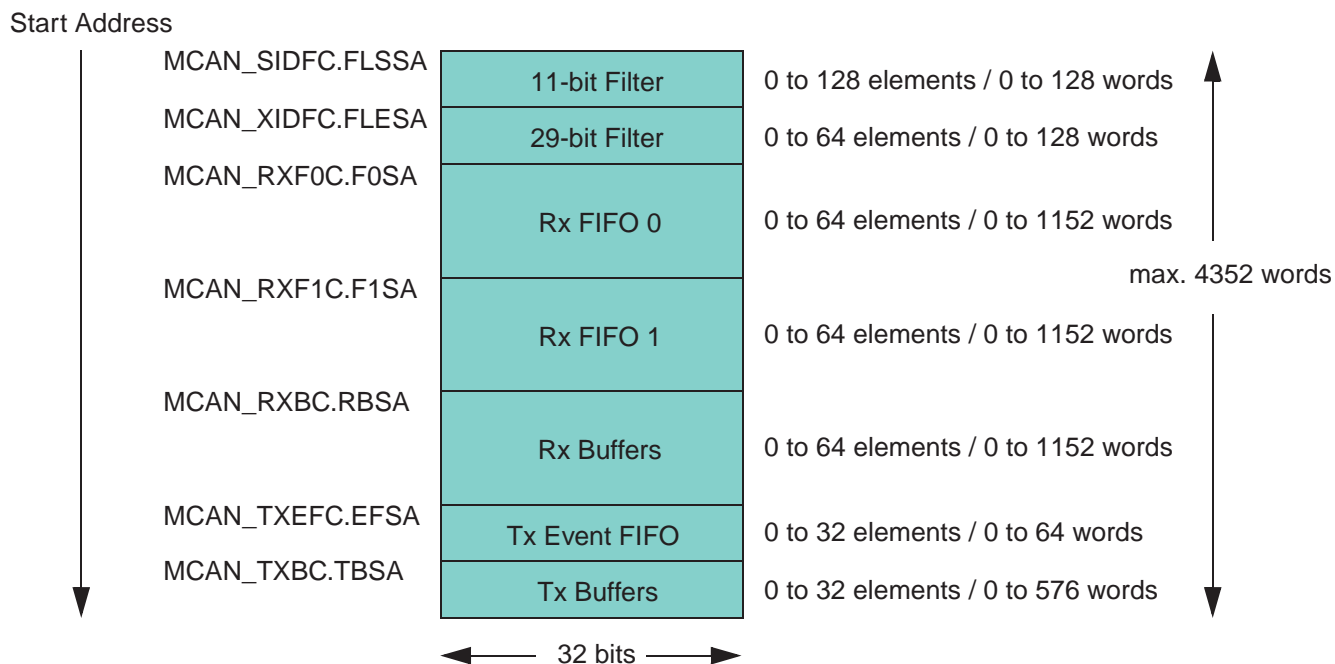 Start Address
MCAN_SIDFC.FLSSA
11-bit Filter
0 to 128 elements / 0 to 128 words
MCAN_XIDFC.FLESA
29-bit Filter
0 to 64 elements / 0 to 128 words
MCAN_RXF0C.F0SA
Rx FIFO 0
0 to 64 elements / 0 to 1152 words
max. 4352 words
MCAN_RXF1C.F1SA
Rx FIFO 1
0 to 64 elements / 0 to 1152 words
MCAN_RXBC.RBSA
Rx Buffers
0 to 64 elements / 0 to 1152 words
MCAN_TXEFC.EFSA
Tx Event FIFO
0 to 32 elements / 0 to 64 words
MCAN_TXBC.TBSA
Tx Buffers
0 to 32 elements / 0 to 576 words
32 bits